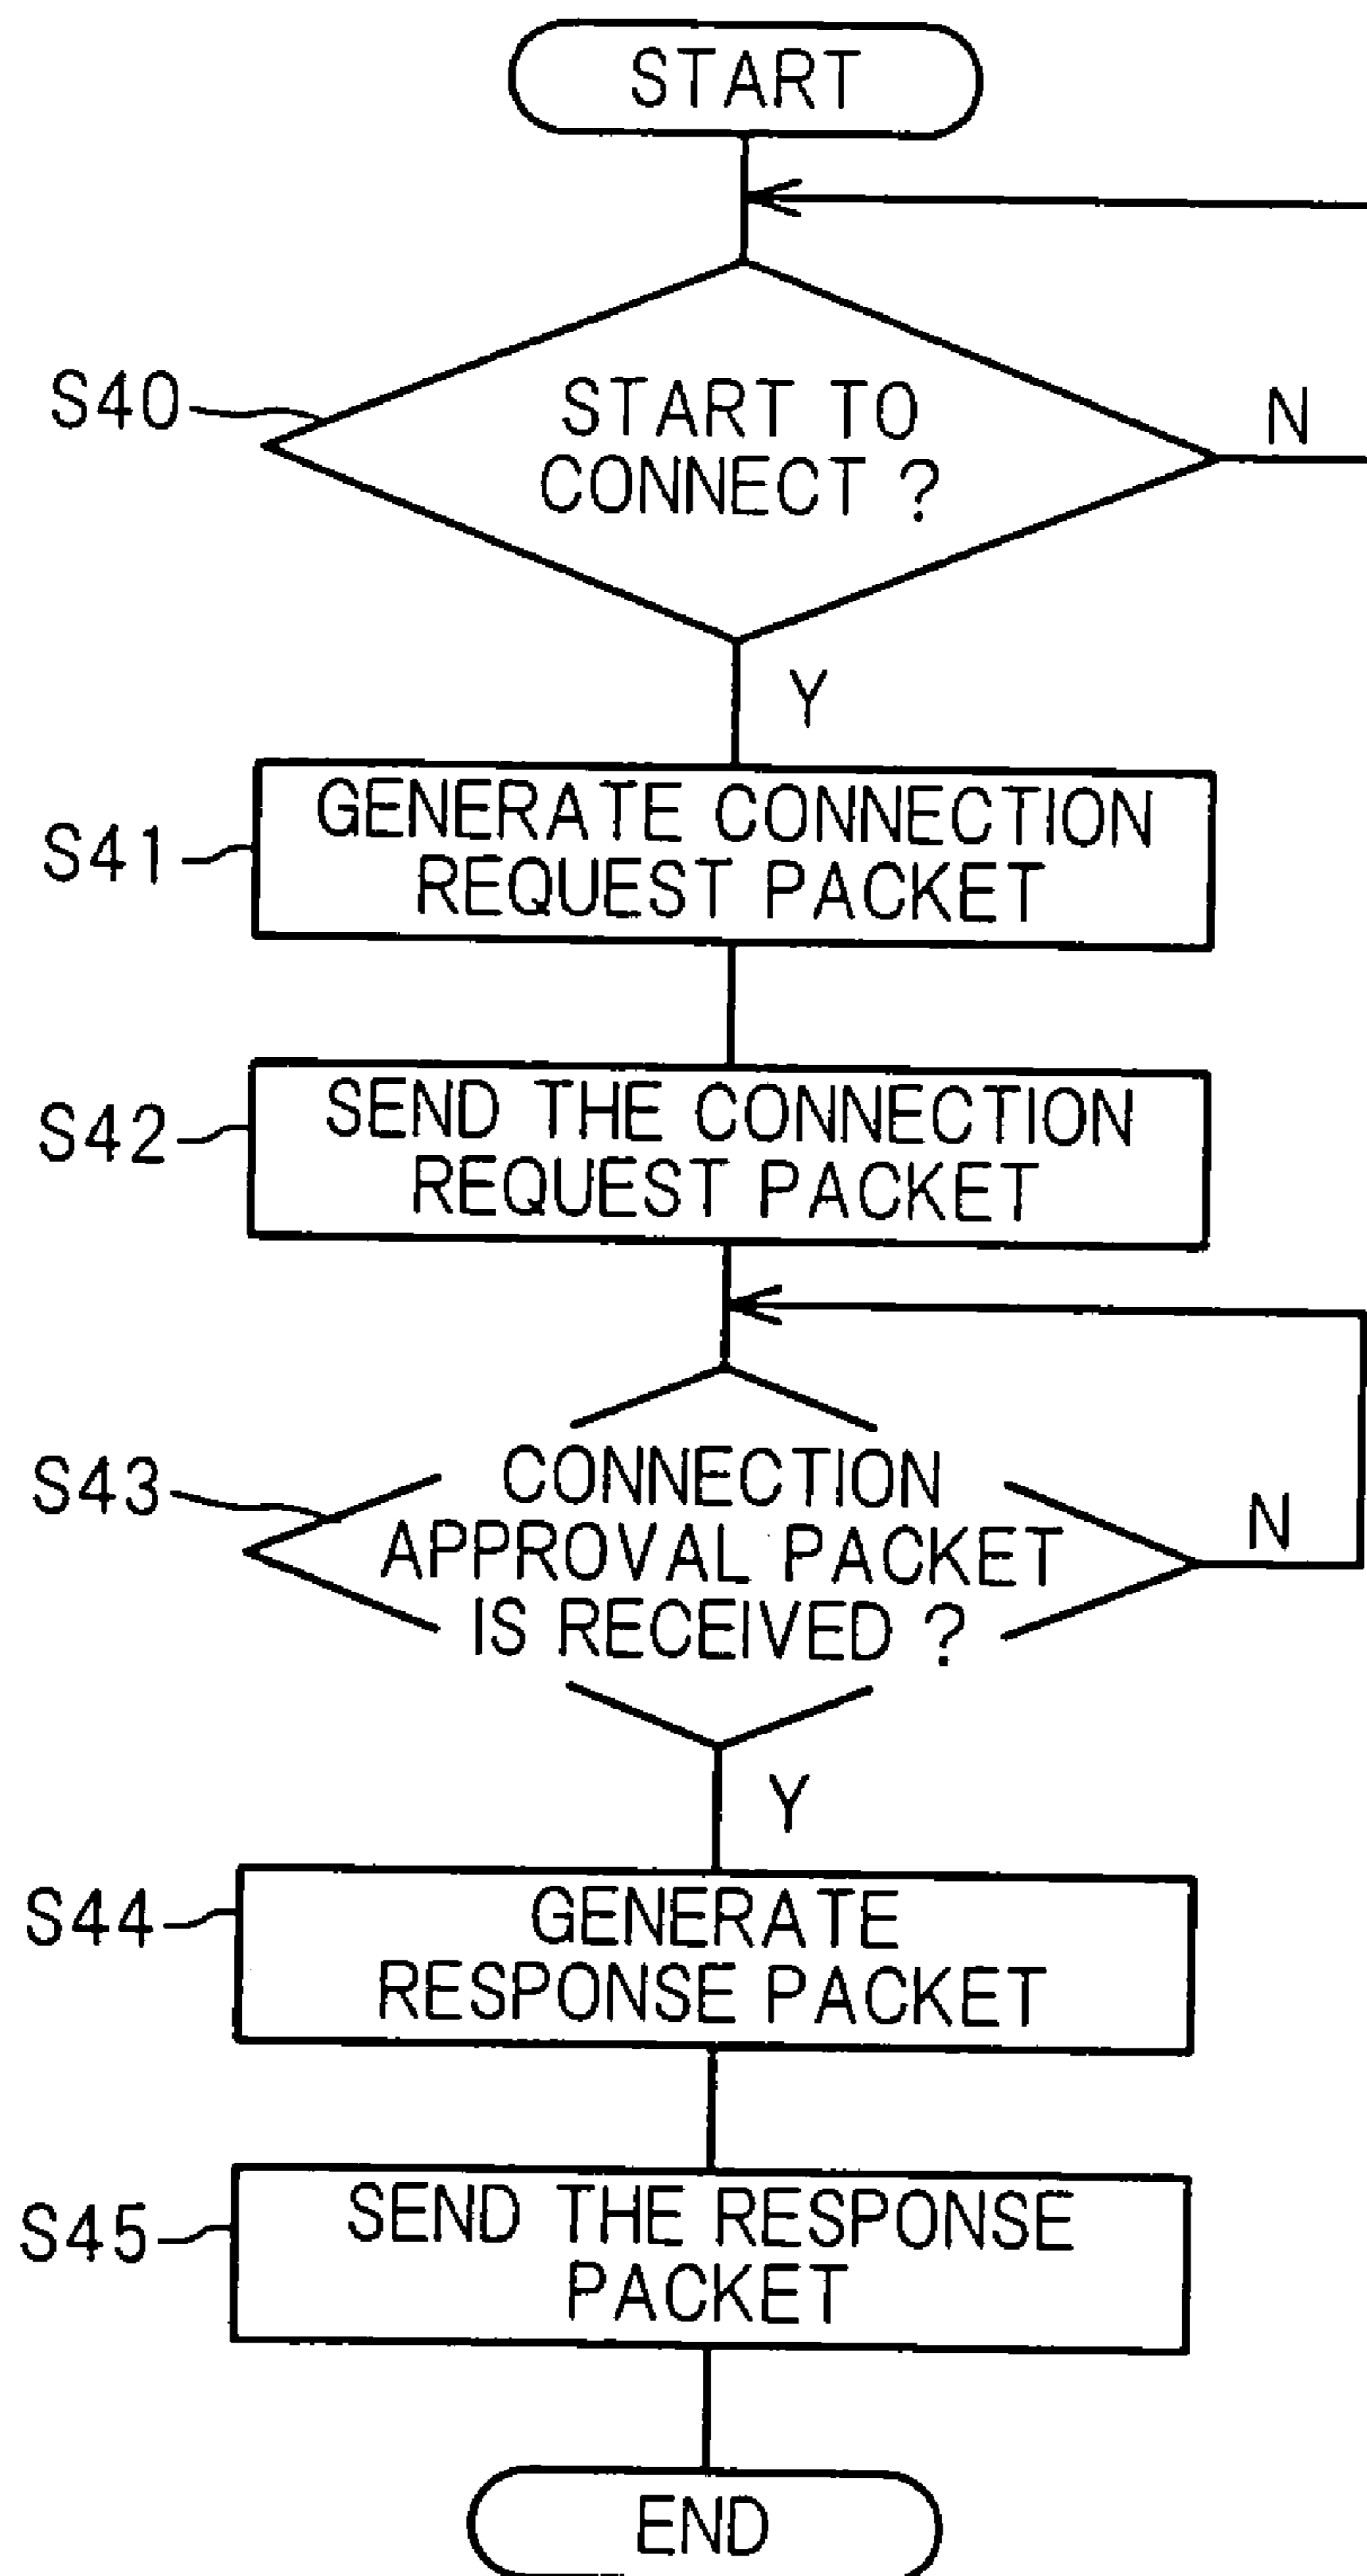 START
S40
START TO
CONNECT ?
N
Y
S41
GENERATE CONNECTION
REQUEST PACKET
S42
SEND THE CONNECTION
REQUEST PACKET
S43
CONNECTION
APPROVAL PACKET
IS RECEIVED ?
N
Y
S44
GENERATE
RESPONSE PACKET
S45
SEND THE RESPONSE
PACKET
END